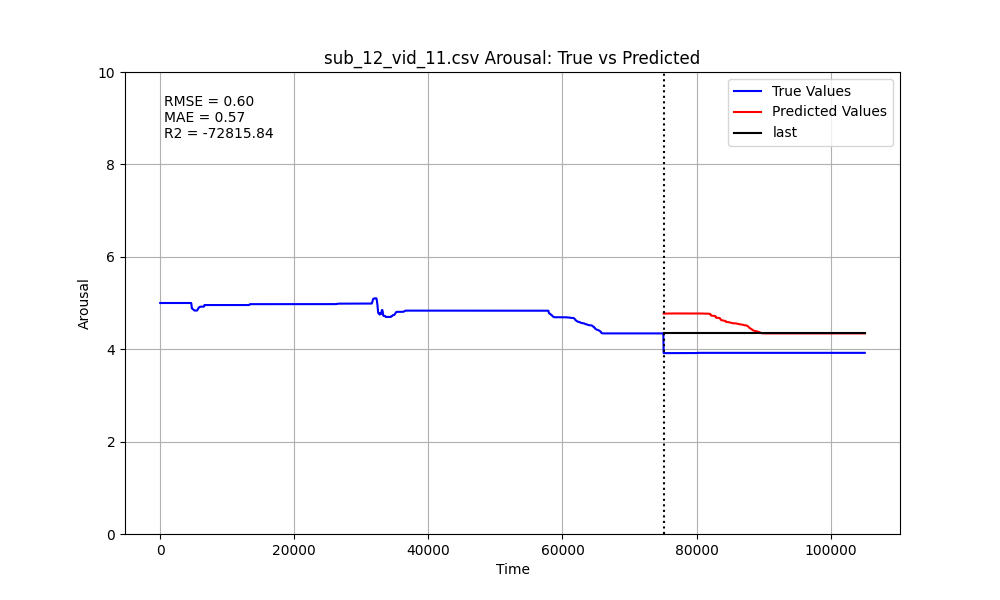 sub_12_vid_11.csv Arousal: True vs Predicted
RMSE = 0.60
MAE = 0.57
R2 = -72815.84
True Values
Predicted Values
last
10
8
6
4
2
0
Arousal
0 20000 40000 60000 80000 100000
Time